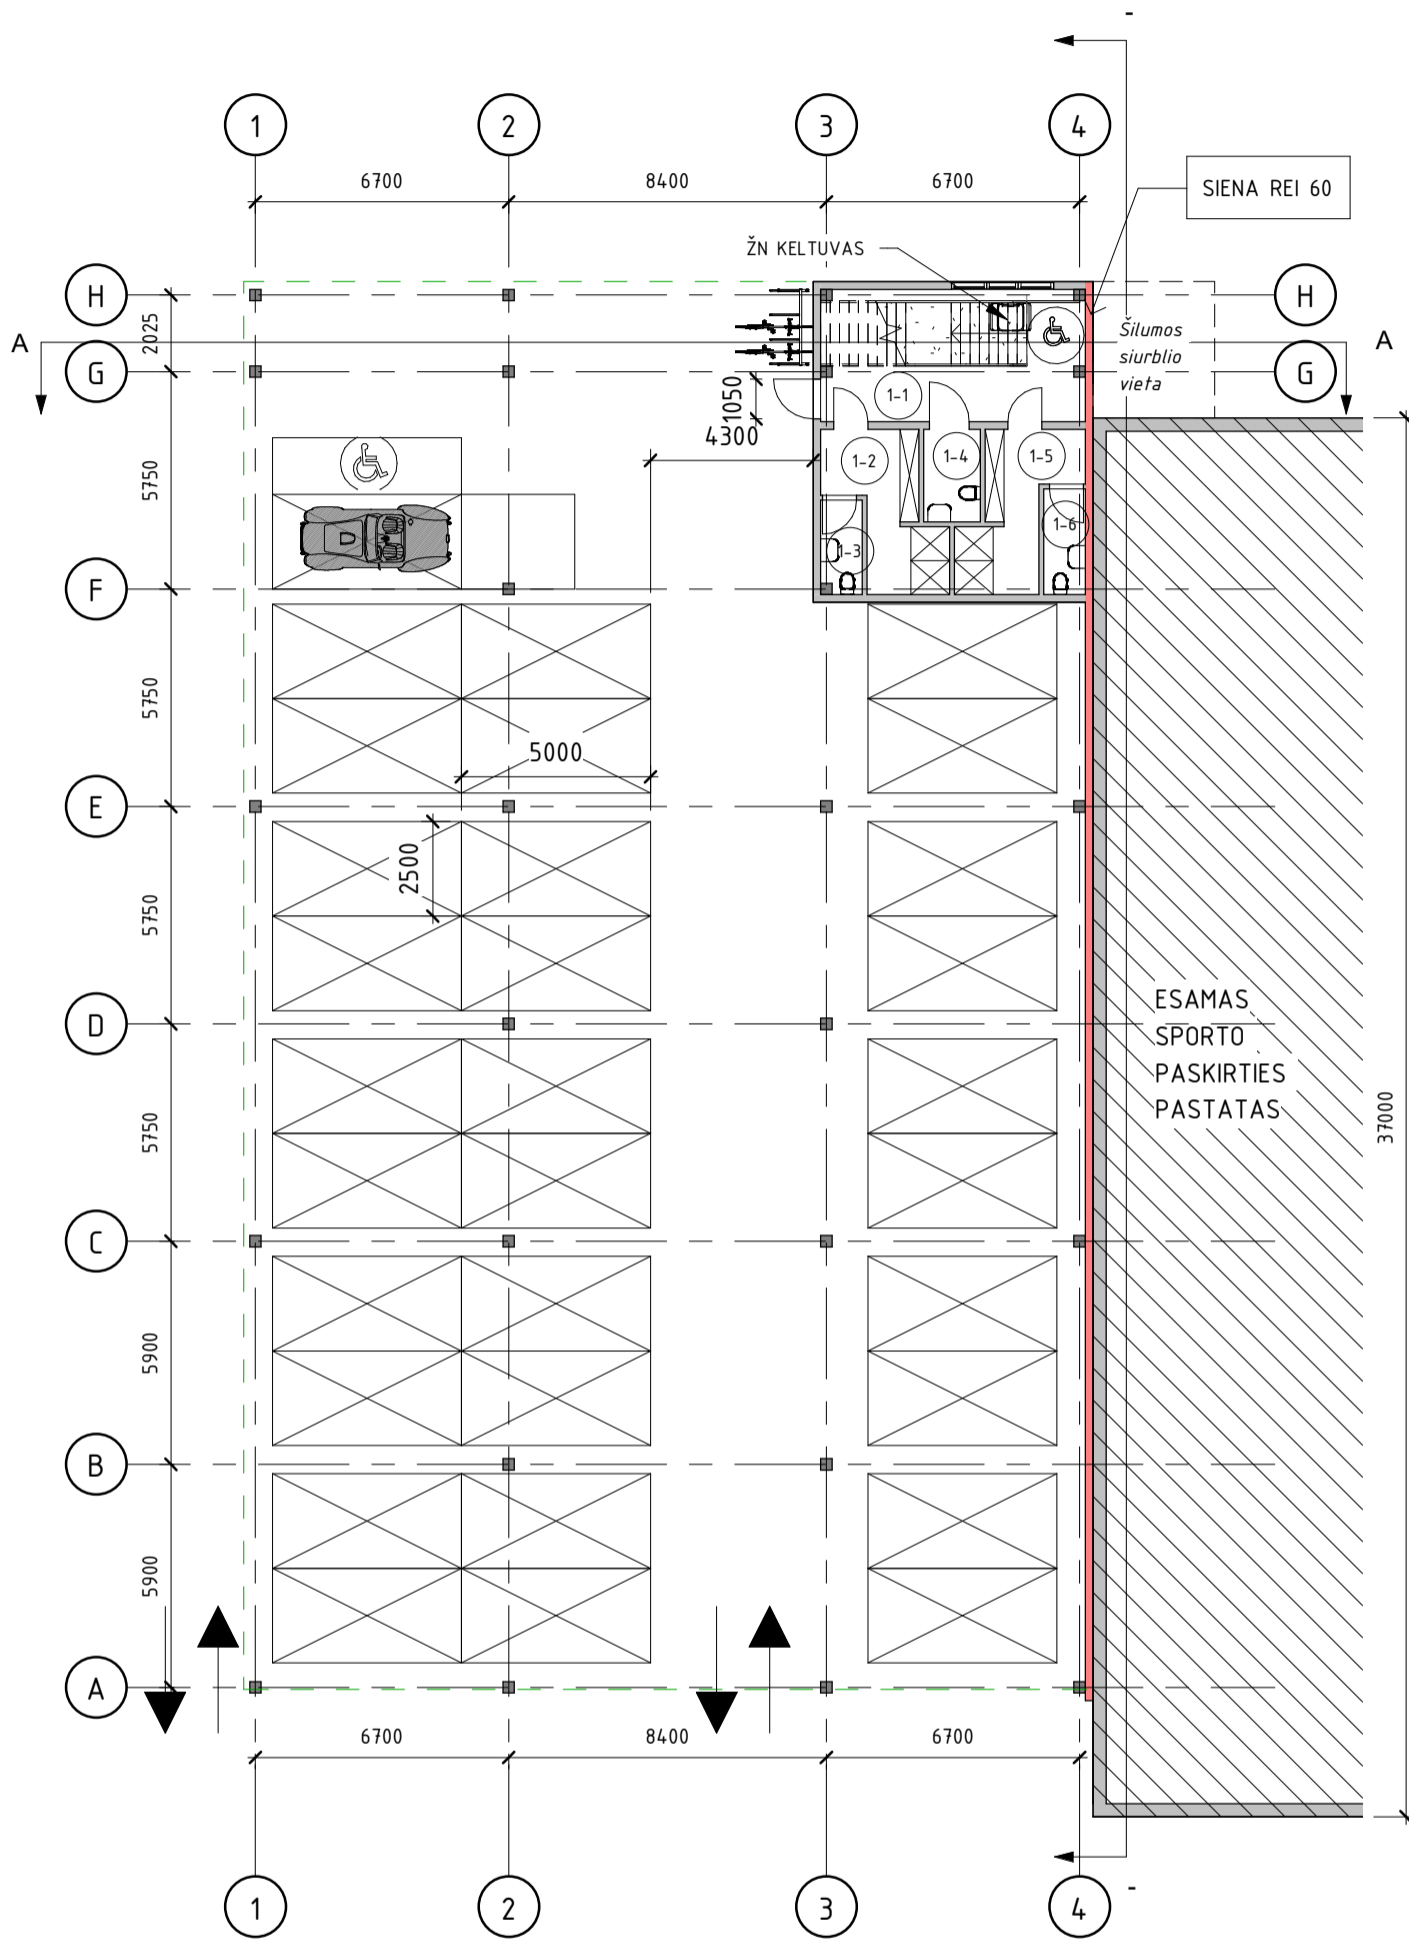 -
1
2
3
4
6700
8400
6700
SIENA REI 60
ŽN KELTUVAS
H
H
2025
A
A
Šilumos
siurblio
vieta
G
G
1050
4300
1-1
1-2
1-4
1-5
5750
1-6
1-3
F
5750
5000
E
2500
5750
D
ESAMAS
SPORTO
PASKIRTIES
PASTATAS
5750
37000
C
5900
B
5900
A
6700
8400
6700
-
1
2
3
4